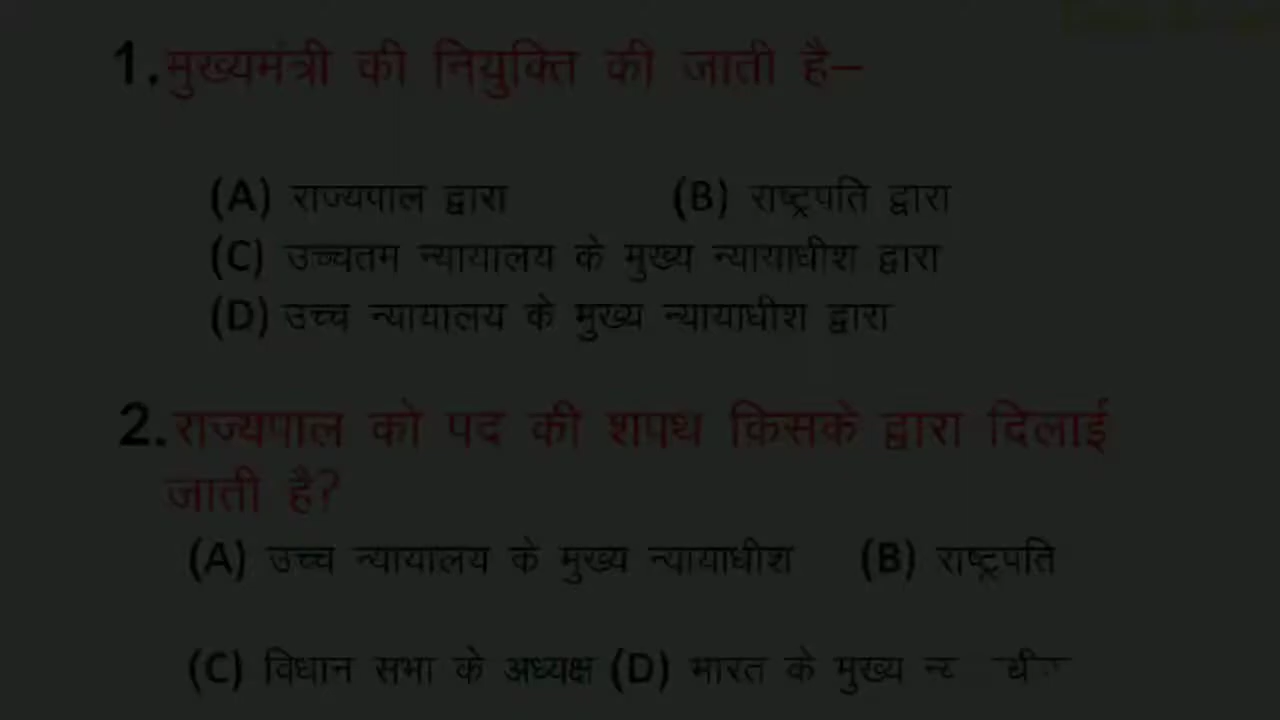 1. मुख्यमंत्री की नियुक्ति की जाती है–
(A) राज्यपाल द्वारा (B) राष्ट्रपति द्वारा
(C) उच्चतम न्यायालय के मुख्य न्यायाधीश द्वारा
(D) उच्च न्यायालय के मुख्य न्यायाधीश द्वारा
2. राज्यपाल को पद की शपथ किसके द्वारा दिलाई
जाती है?
(A) उच्च न्यायालय के मुख्य न्यायाधीश (B) राष्ट्रपति
(C) विधान सभा के अध्यक्ष (D) भारत के मुख्य